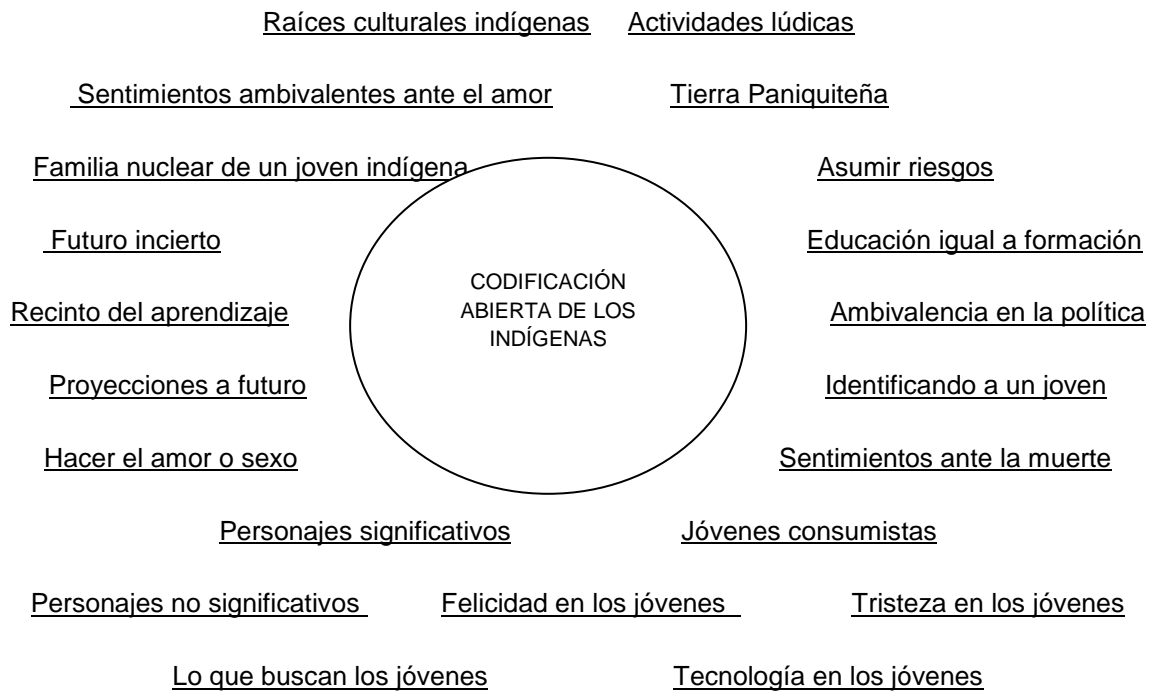 Raíces culturales indígenas Actividades lúdicas
Sentimientos ambivalentes ante el amor Tierra Paniquiteña
Familia nuclear de un joven indígena Asumir riesgos
Futuro incierto Educación igual a formación
CODIFICACIÓN
ABIERTA DE LOS
INDÍGENAS
Recinto del aprendizaje Ambivalencia en la política
Proyecciones a futuro Identificando a un joven
Hacer el amor o sexo Sentimientos ante la muerte
Personajes significativos Jóvenes consumistas
Personajes no significativos Felicidad en los jóvenes Tristeza en los jóvenes
Lo que buscan los jóvenes Tecnología en los jóvenes